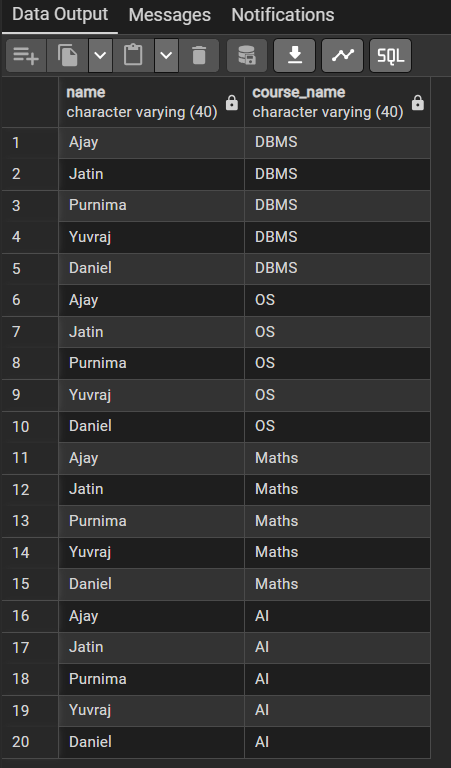 Data Output Messages Notifications
SQL
name course_name
character varying (40) character varying (40)
1 Ajay DBMS
2 Jatin DBMS
3 Purnima DBMS
4 Yuvraj DBMS
5 Daniel DBMS
6 Ajay OS
7 Jatin OS
8 Purnima OS
9 Yuvraj OS
10 Daniel OS
11 Ajay Maths
12 Jatin Maths
13 Purnima Maths
14 Yuvraj Maths
15 Daniel Maths
16 Ajay AI
17 Jatin AI
18 Purnima AI
19 Yuvraj AI
20 Daniel AI